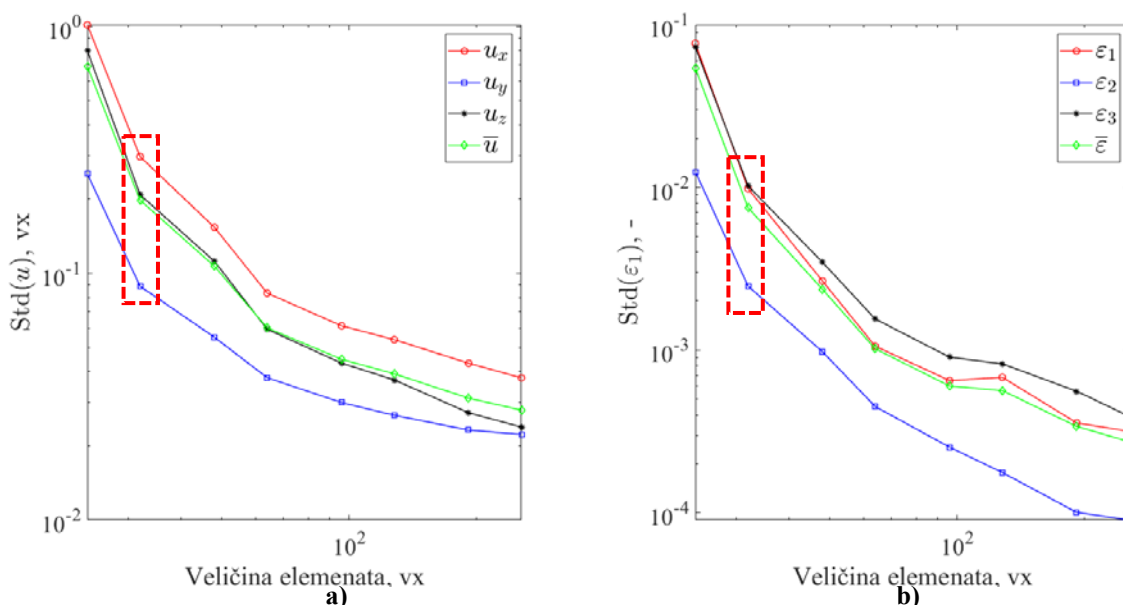 10⁰
10⁻¹
10⁻²
Std(u), vx
u_x
u_y
u_z
u̅
10²
Veličina elemenata, vx
a)
10⁻¹
10⁻²
10⁻³
10⁻⁴
Std(ε₁), -
ε₁
ε₂
ε₃
ε̅
10²
Veličina elemenata, vx
b)